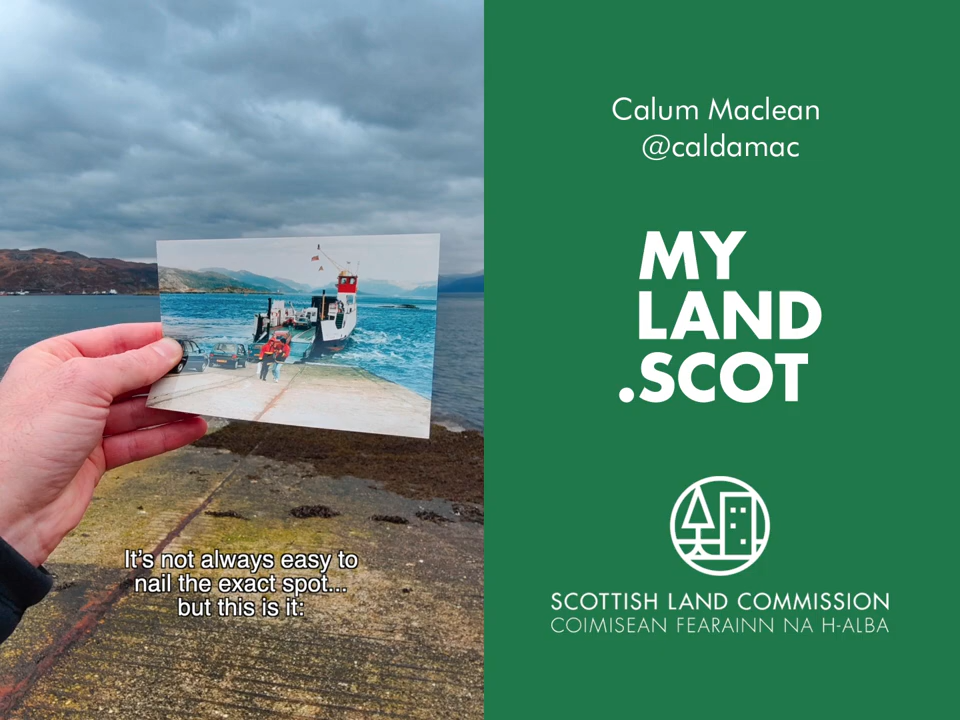 It's not always easy to
nail the exact spot...
but this is it:
Calum Maclean
@caldamac
MY
LAND
.SCOT
SCOTTISH LAND COMMISSION
COIMISEAN FEARAINN NA H-ALBA